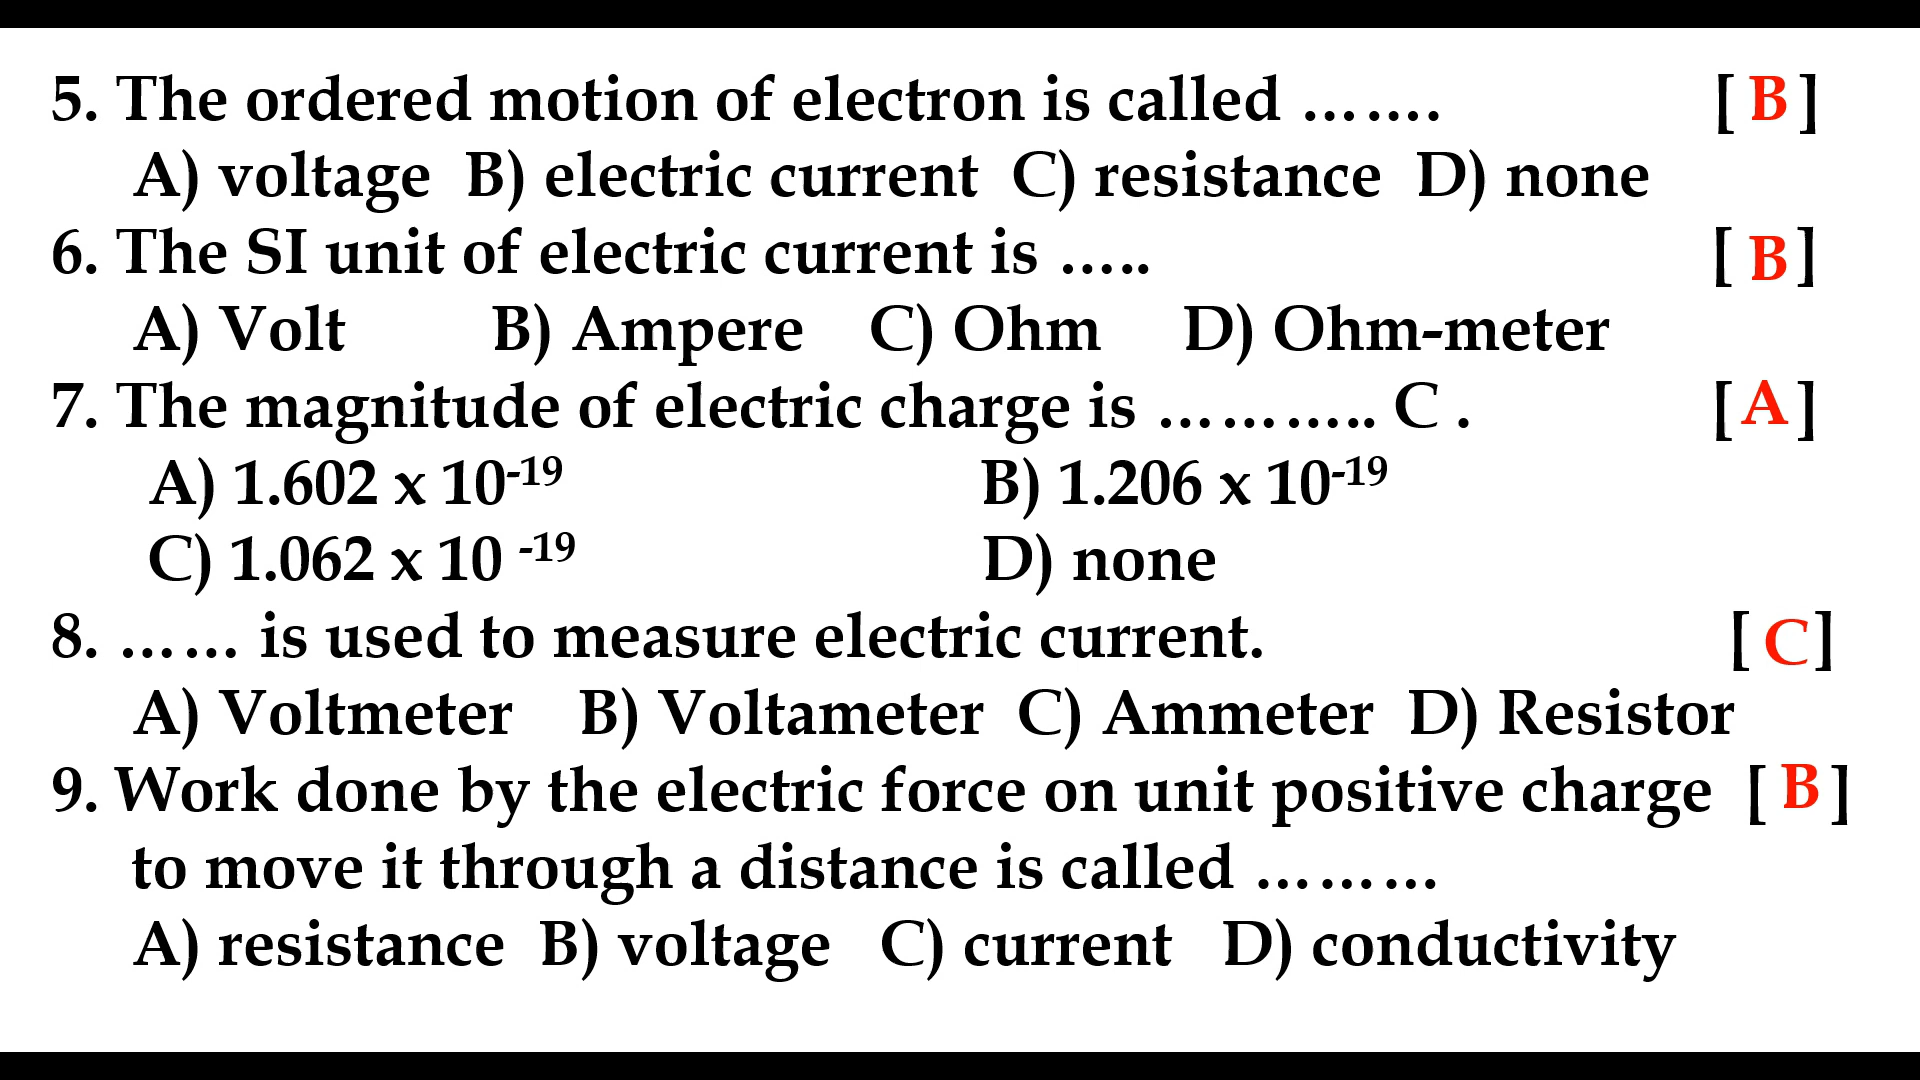 5. The ordered motion of electron is called ……. [ B ]
A) voltage B) electric current C) resistance D) none
6. The SI unit of electric current is ….. [ B ]
A) Volt B) Ampere C) Ohm D) Ohm-meter
7. The magnitude of electric charge is ……….. C . [ A ]
A) 1.602 x 10⁻¹⁹ B) 1.206 x 10⁻¹⁹
C) 1.062 x 10 ⁻¹⁹ D) none
8. …… is used to measure electric current. [ C ]
A) Voltmeter B) Voltameter C) Ammeter D) Resistor
9. Work done by the electric force on unit positive charge [ B ]
to move it through a distance is called ………
A) resistance B) voltage C) current D) conductivity